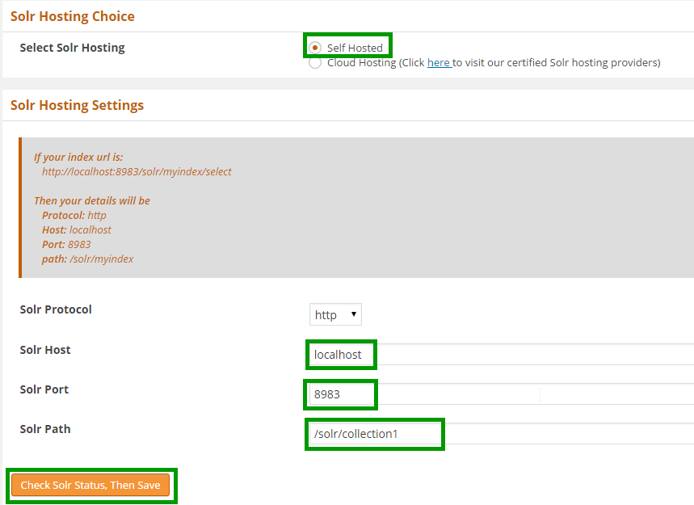 Solr Hosting Choice
Select Solr Hosting
Self Hosted
Cloud Hosting (Click here to visit our certified Solr hosting providers)
Solr Hosting Settings
If your index url is:
http://localhost:8983/solr/myindex/select
Then your details will be
Protocol: http
Host: localhost
Port: 8983
path: /solr/myindex
Solr Protocol
http
Solr Host
localhost
Solr Port
8983
Solr Path
/solr/collection1
Check Solr Status, Then Save